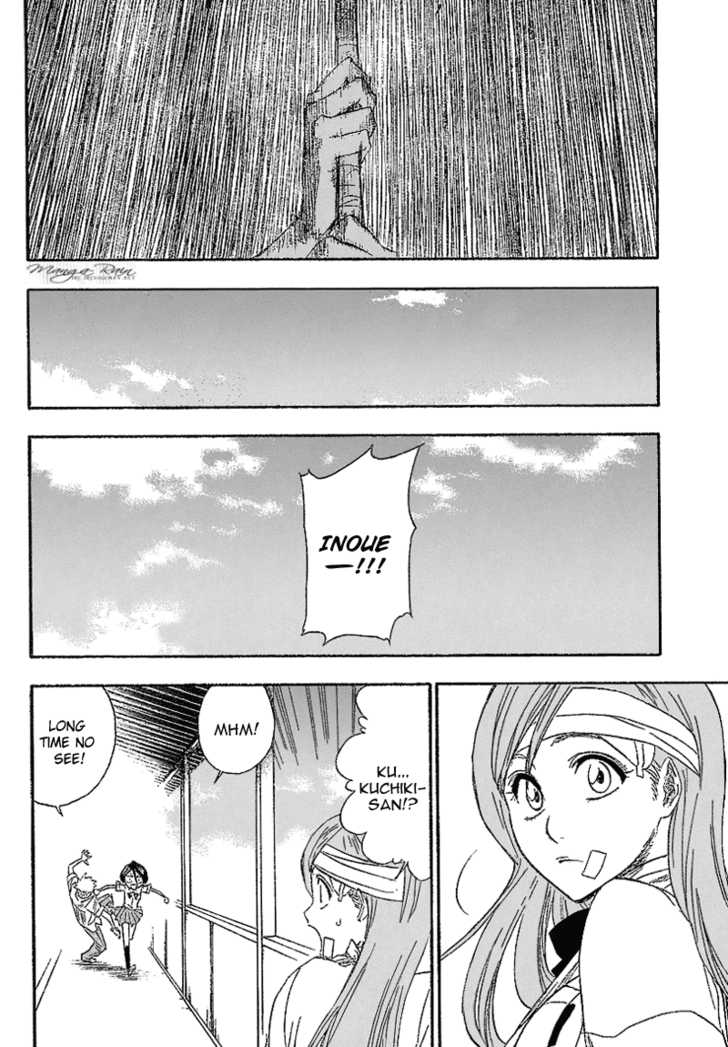 Manga Rain
INOUE
—!!!
KU...
KUCHIKI-
SAN!?
MHM!
LONG
TIME NO
SEE!